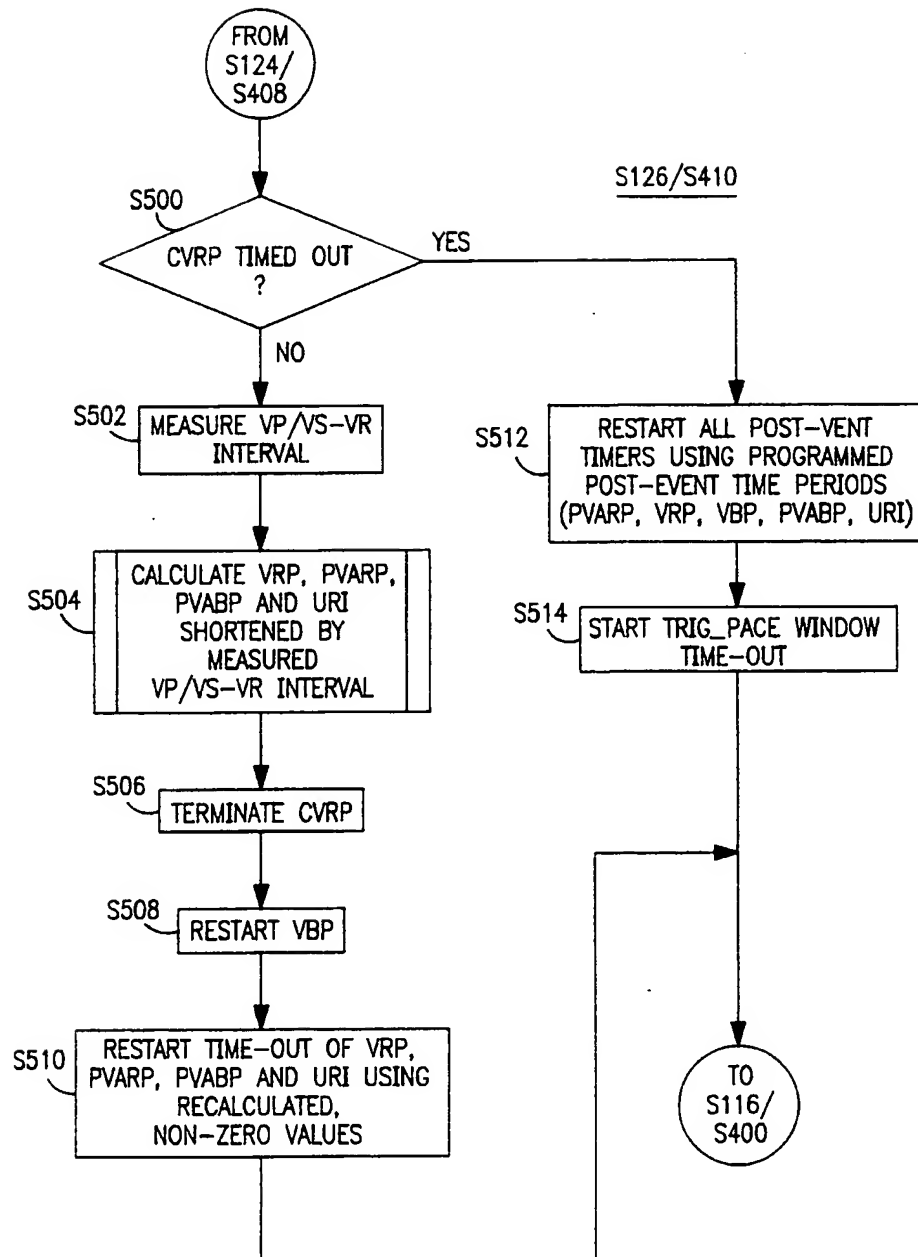 FROM
S124/
S408
S126/S410
S500
CVRP TIMED OUT
?
YES
NO
S502
MEASURE VP/VS-VR
INTERVAL
S504
CALCULATE VRP, PVARP,
PVABP AND URI
SHORTENED BY
MEASURED
VP/VS-VR INTERVAL
S506
TERMINATE CVRP
S508
RESTART VBP
S510
RESTART TIME-OUT OF VRP,
PVARP, PVABP AND URI USING
RECALCULATED,
NON-ZERO VALUES
S512
RESTART ALL POST-VENT
TIMERS USING PROGRAMMED
POST-EVENT TIME PERIODS
(PVARP, VRP, VBP, PVABP, URI)
S514
START TRIG_PACE WINDOW
TIME-OUT
TO
S116/
S400